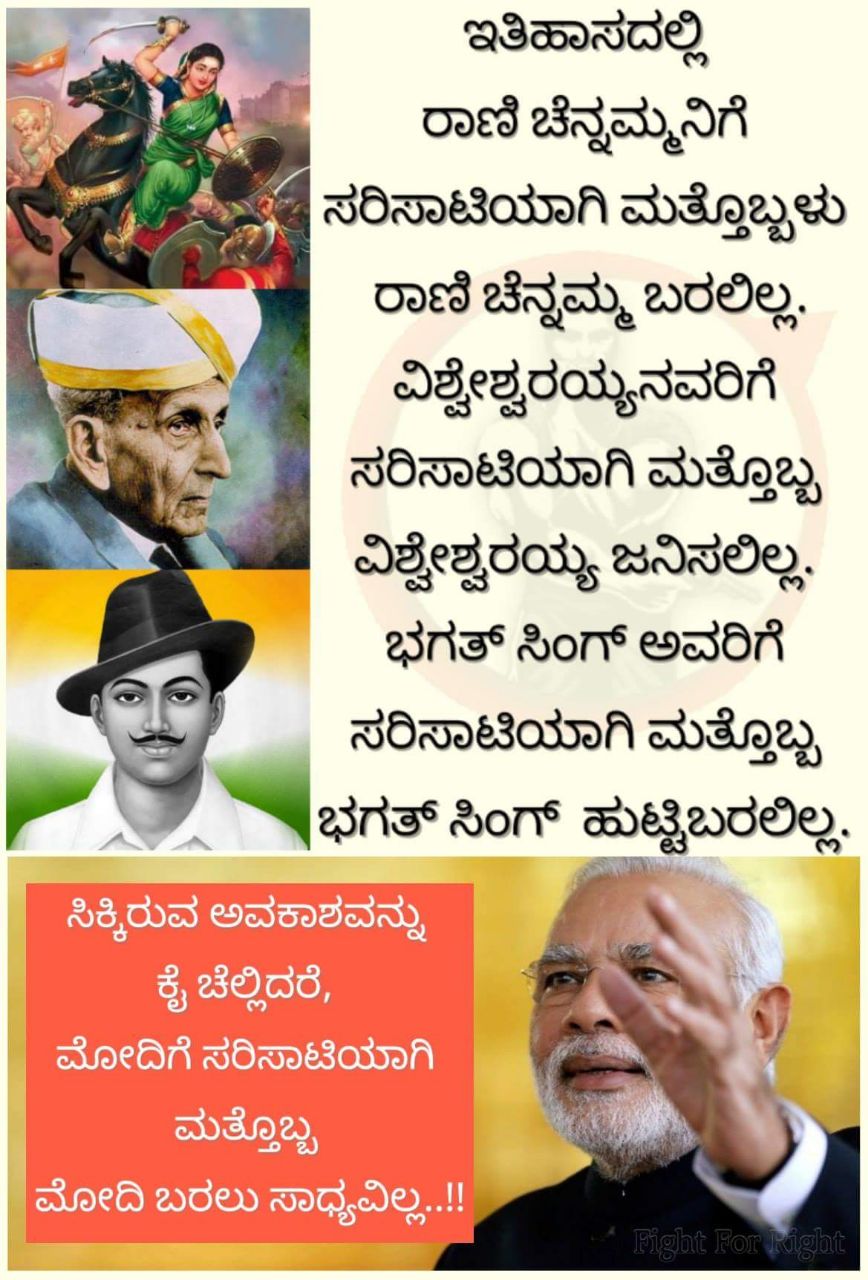 ಇತಿಹಾಸದಲ್ಲಿ
ರಾಣಿ ಚೆನ್ನಮ್ಮನಿಗೆ
ಸರಿಸಾಟಿಯಾಗಿ ಮತ್ತೊಬ್ಬಳು
ರಾಣಿ ಚೆನ್ನಮ್ಮ ಬರಲಿಲ್ಲ.
ವಿಶ್ವೇಶ್ವರಯ್ಯನವರಿಗೆ
ಸರಿಸಾಟಿಯಾಗಿ ಮತ್ತೊಬ್ಬ
ವಿಶ್ವೇಶ್ವರಯ್ಯ ಜನಿಸಲಿಲ್ಲ.
ಭಗತ್ ಸಿಂಗ್ ಅವರಿಗೆ
ಸರಿಸಾಟಿಯಾಗಿ ಮತ್ತೊಬ್ಬ
ಭಗತ್ ಸಿಂಗ್ ಹುಟ್ಟಿಬರಲಿಲ್ಲ.
ಸಿಕ್ಕಿರುವ ಅವಕಾಶವನ್ನು
ಕೈ ಚೆಲ್ಲಿದರೆ,
ಮೋದಿಗೆ ಸರಿಸಾಟಿಯಾಗಿ
ಮತ್ತೊಬ್ಬ
ಮೋದಿ ಬರಲು ಸಾಧ್ಯವಿಲ್ಲ..!!
Fight For Right